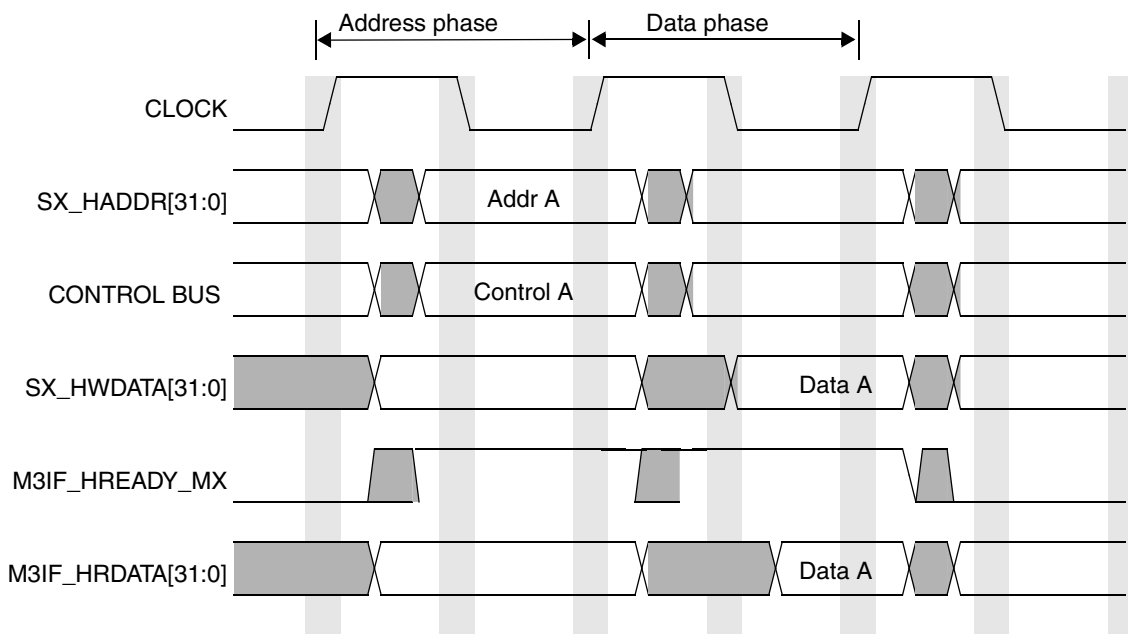 Address phase
Data phase
CLOCK
SX_HADDR[31:0]
Addr A
CONTROL BUS
Control A
SX_HWDATA[31:0]
Data A
M3IF_HREADY_MX
M3IF_HRDATA[31:0]
Data A